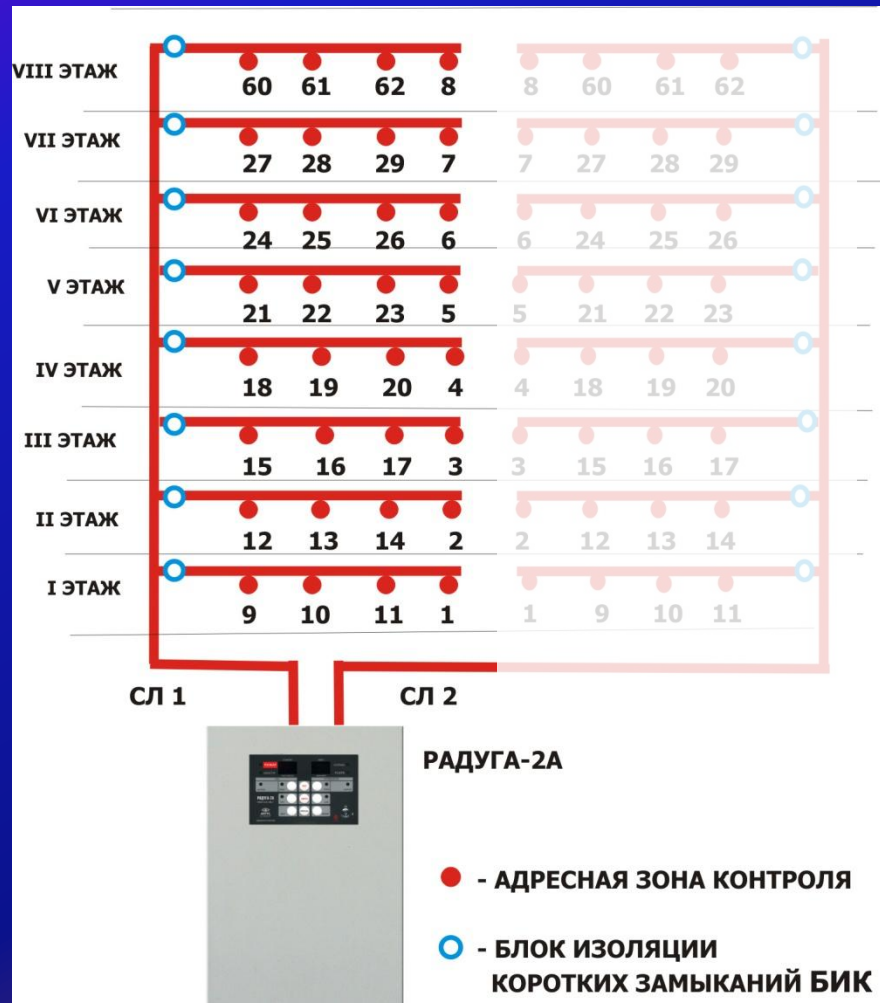 VIII ЭТАЖ
60 61 62 8 8 60 61 62
VII ЭТАЖ
27 28 29 7 7 27 28 29
VI ЭТАЖ
24 25 26 6 6 24 25 26
V ЭТАЖ
21 22 23 5 5 21 22 23
IV ЭТАЖ
18 19 20 4 4 18 19 20
III ЭТАЖ
15 16 17 3 3 15 16 17
II ЭТАЖ
12 13 14 2 2 12 13 14
I ЭТАЖ
9 10 11 1 1 9 10 11
СЛ 1 СЛ 2
РАДУГА-2А
- АДРЕСНАЯ ЗОНА КОНТРОЛЯ
- БЛОК ИЗОЛЯЦИИ
КОРОТКИХ ЗАМЫКАНИЙ БИК